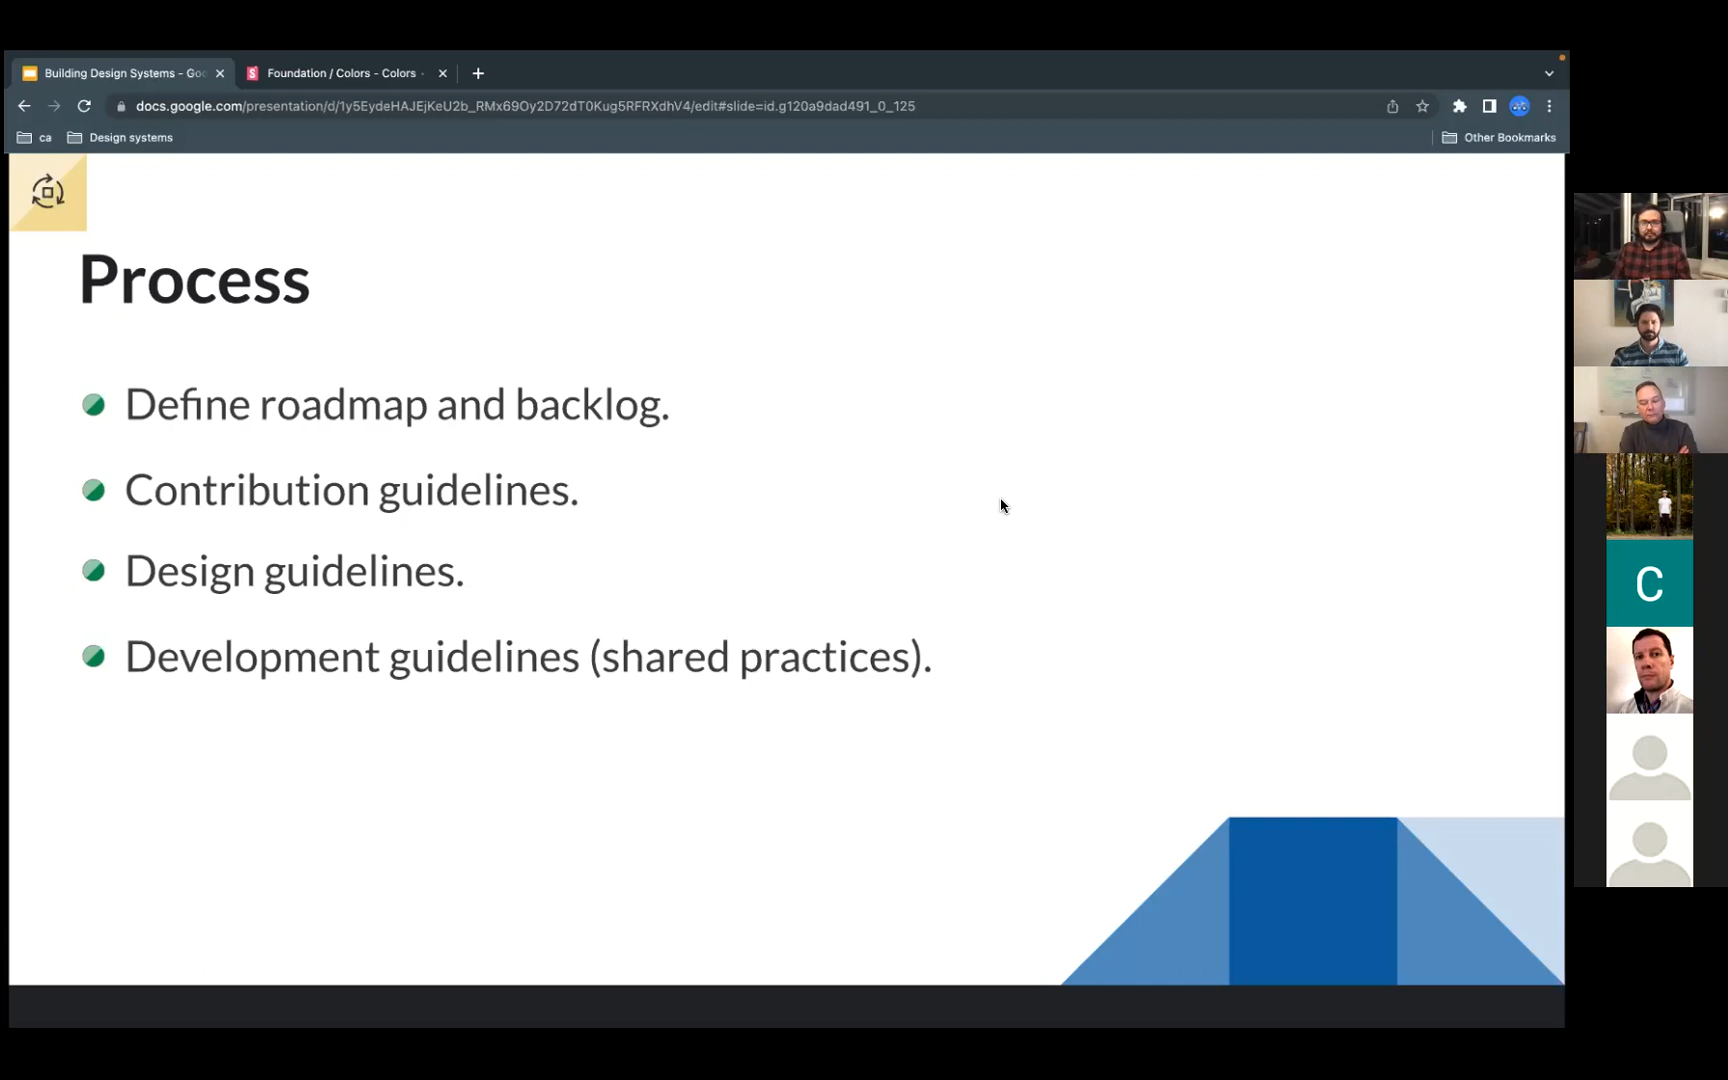 Building Design Systems - Goo
Foundation / Colors - Colors
docs.google.com/presentation/d/1y5EydeHAJEjKeU2b_RMx69Oy2D72dT0Kug5RFRXdhV4/edit#slide=id.g120a9dad491_0_125
ca
Design systems
Other Bookmarks
Process
Define roadmap and backlog.
Contribution guidelines.
Design guidelines.
Development guidelines (shared practices).
C